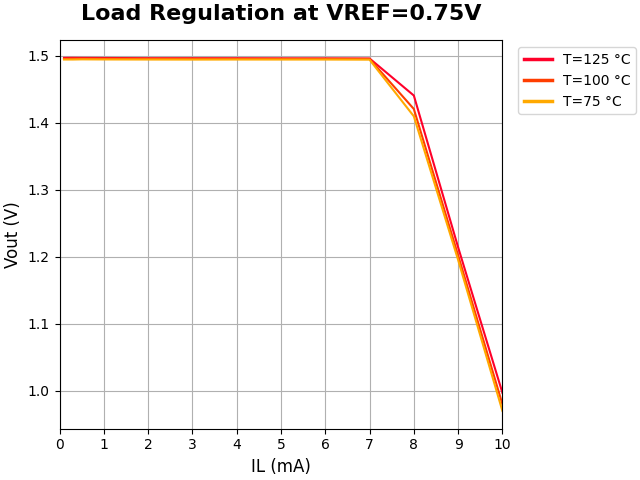 Load Regulation at VREF=0.75V
T=125 °C
T=100 °C
T=75 °C
Vout (V)
1.5
1.4
1.3
1.2
1.1
1.0
0 1 2 3 4 5 6 7 8 9 10
IL (mA)